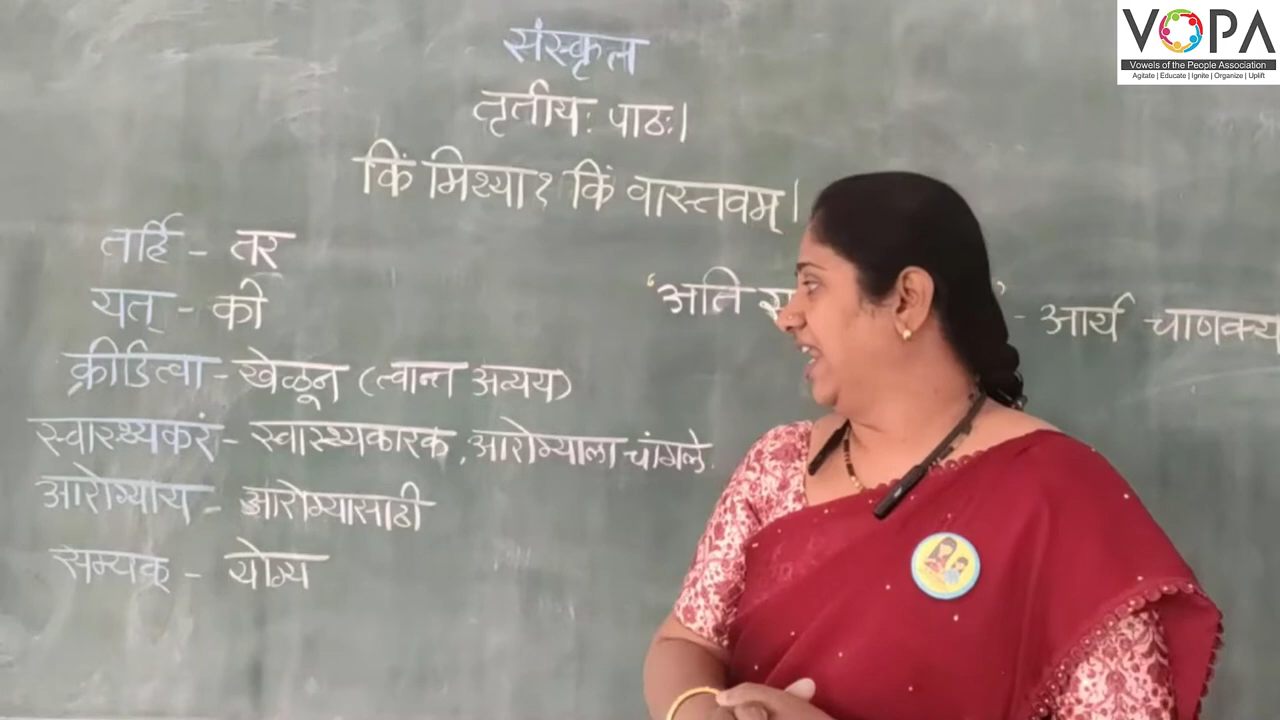 VOPA
Vowels of the People Association
Agitate | Educate | Ignite | Organize | Uplift
संस्कृत
तृतीयः पाठः।
किं मिथ्या? किं वास्तवम्।
तर्हि - तर
यत् - की
क्रीडित्वा - खेळून (त्वान्त अव्यय)
स्वास्थ्यकरं - स्वास्थ्यकारक, आरोग्याला चांगले.
आरोग्याय - आरोग्यासाठी
सम्यक् - योग्य
'अति ' - आर्य चाणक्य